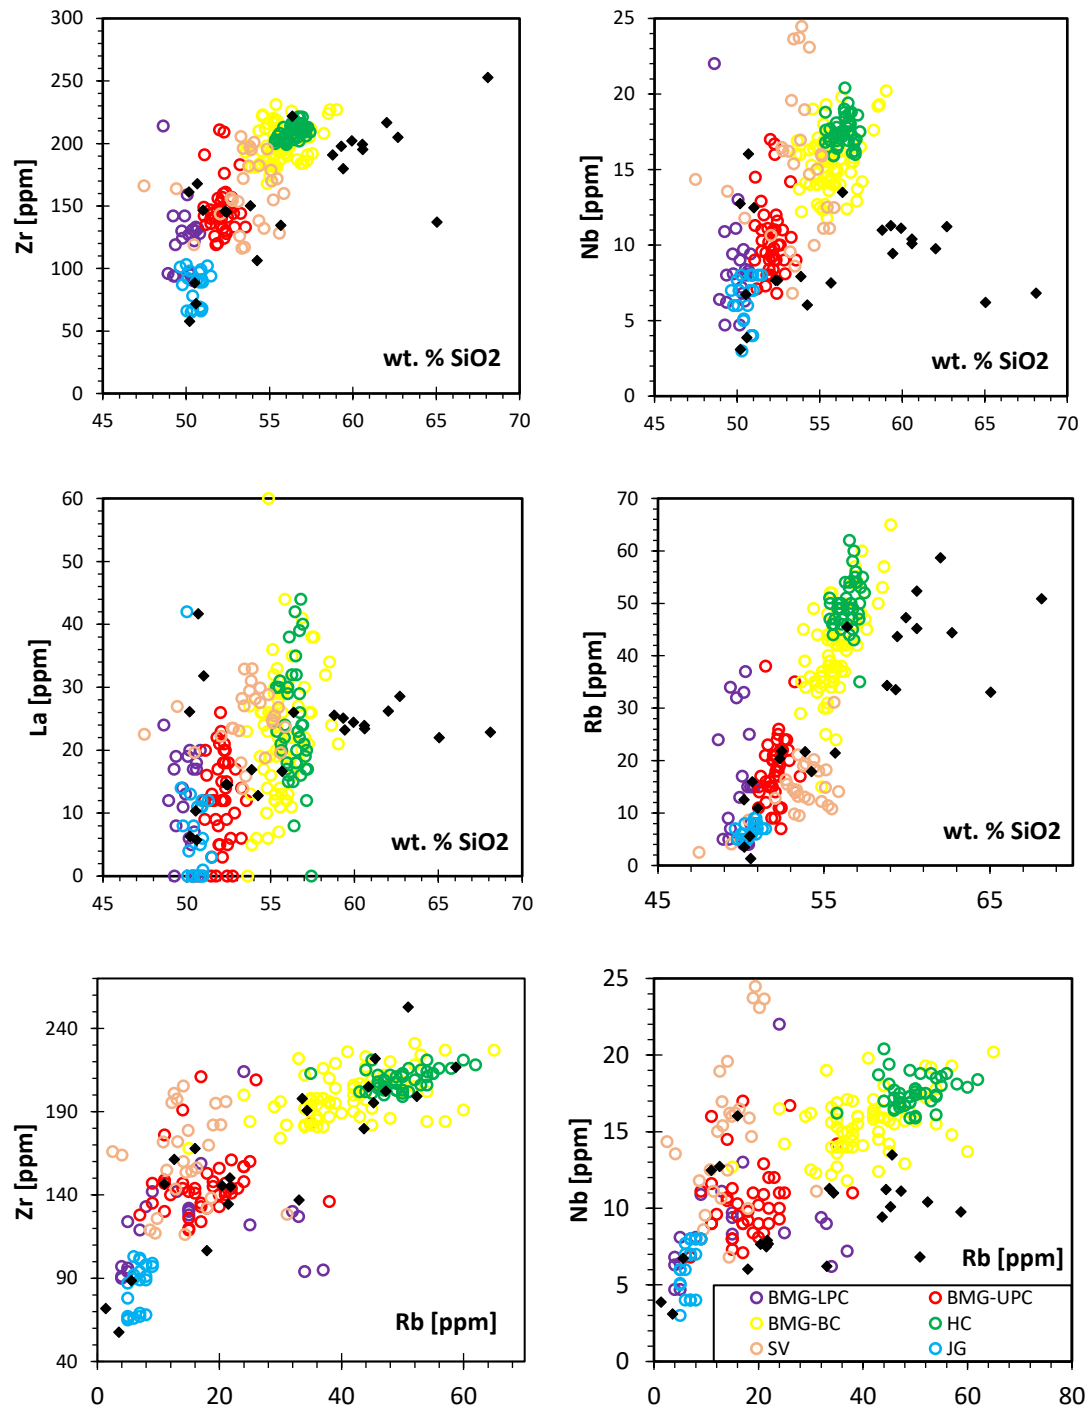 300
250
200
150
100
50
0
Zr [ppm]
wt. % SiO2
45 50 55 60 65 70
25
20
15
10
5
0
Nb [ppm]
wt. % SiO2
45 50 55 60 65 70
60
50
40
30
20
10
0
La [ppm]
wt. % SiO2
45 50 55 60 65 70
70
60
50
40
30
20
10
0
Rb [ppm]
wt. % SiO2
45 55 65
240
190
140
90
40
Zr [ppm]
Rb [ppm]
0 20 40 60
25
20
15
10
5
0
Nb [ppm]
Rb [ppm]
BMG-LPC BMG-UPC
BMG-BC HC
SV JG
0 20 40 60 80